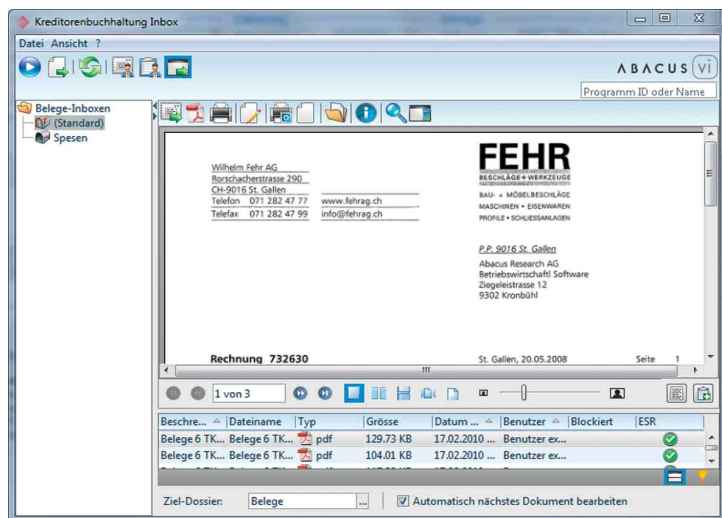 Kreditorenbuchhaltung Inbox
Datei Ansicht ?
ABACUS vi
Programm ID oder Name
Belege-Inboxen
(Standard)
Spesen
FEHR
BESCHLÄGE + WERKZEUGE
BAU- + MÖBELBESCHLÄGE
MASCHINEN • EISENWAREN
PROFILE • SCHLIESSANLAGEN
Wilhelm Fehr AG
Rorschacherstrasse 290
CH-9016 St. Gallen
Telefon 071 282 47 77 www.fehrag.ch
Telefax 071 282 47 99 info@fehrag.ch
P.P. 9016 St. Gallen
Abacus Research AG
Betriebswirtschaftl Software
Ziegeleistrasse 12
9302 Kronbühl
Rechnung 732630 St. Gallen, 20.05.2008 Seite 1
1 von 3
Beschre... Dateiname Typ Grösse Datum ... Benutzer Blockiert ESR
Belege 6 TK... Belege 6 TK... pdf 129.73 KB 17.02.2010 ... Benutzer ex...
Belege 6 TK... Belege 6 TK... pdf 104.01 KB 17.02.2010 ... Benutzer ex...
Ziel-Dossier: Belege ... Automatisch nächstes Dokument bearbeiten